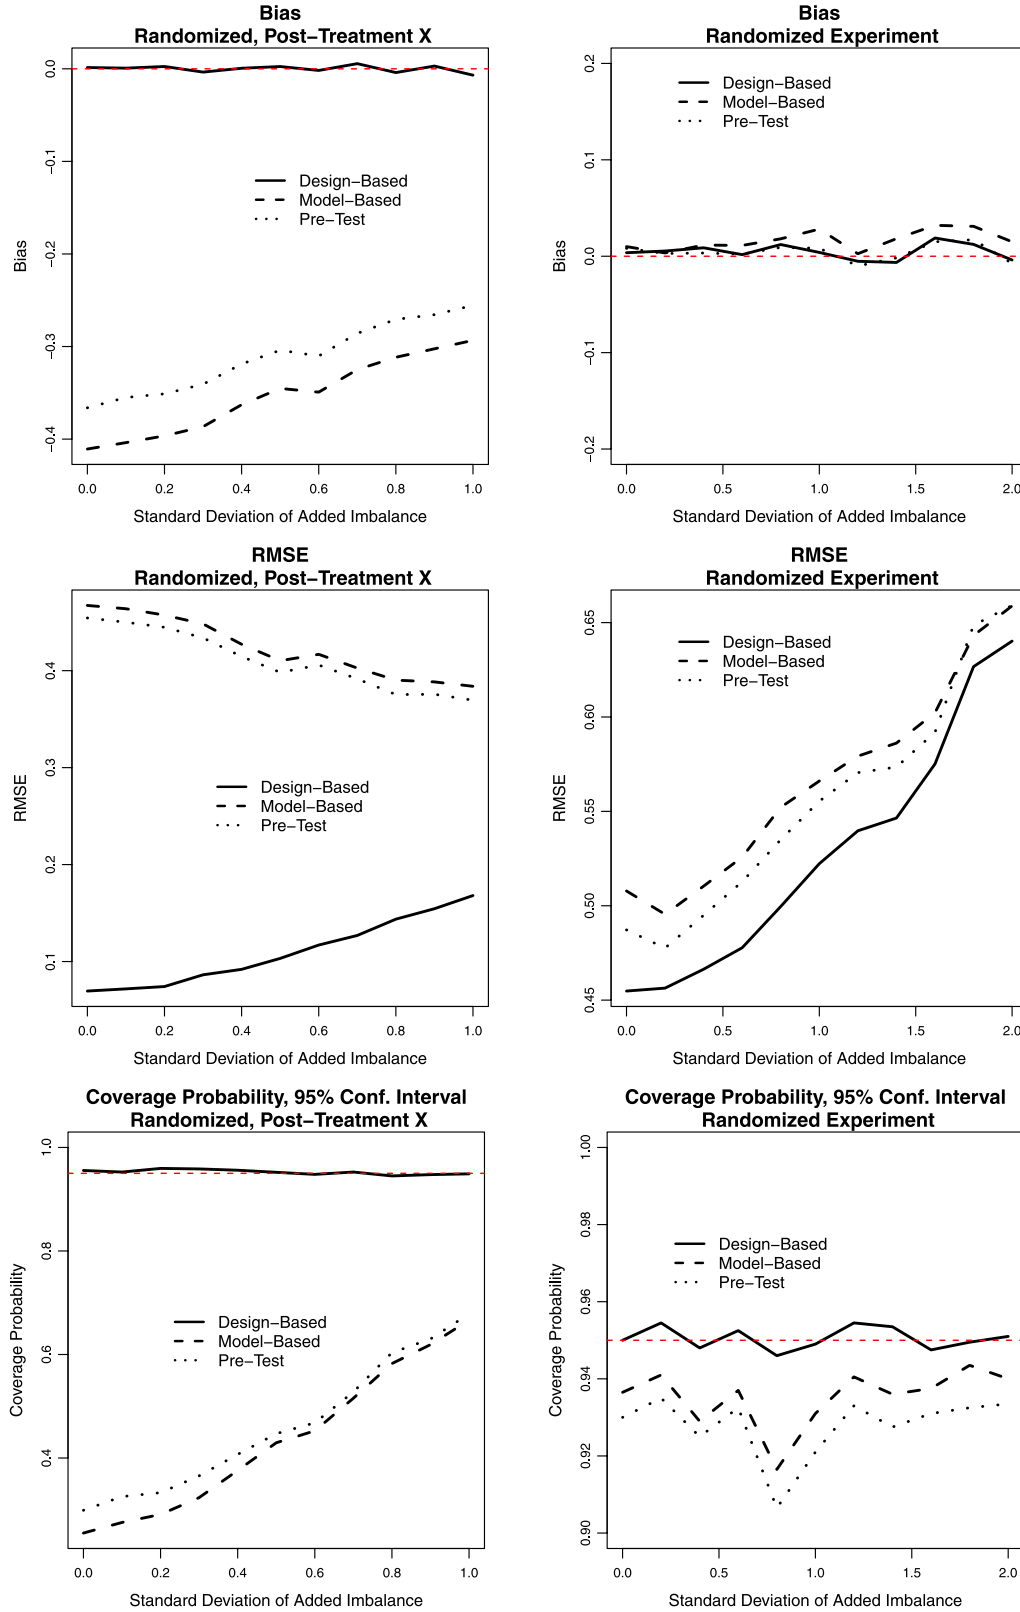 Bias
Randomized, Post−Treatment X
0.0
−0.1
−0.2
−0.3
−0.4
Bias
Design−Based
Model−Based
Pre−Test
0.0 0.2 0.4 0.6 0.8 1.0
Standard Deviation of Added Imbalance
Bias
Randomized Experiment
0.2
0.1
0.0
−0.1
−0.2
Bias
Design−Based
Model−Based
Pre−Test
0.0 0.5 1.0 1.5 2.0
Standard Deviation of Added Imbalance
RMSE
Randomized, Post−Treatment X
0.4
0.3
0.2
0.1
RMSE
Design−Based
Model−Based
Pre−Test
0.0 0.2 0.4 0.6 0.8 1.0
Standard Deviation of Added Imbalance
RMSE
Randomized Experiment
0.65
0.60
0.55
0.50
0.45
RMSE
Design−Based
Model−Based
Pre−Test
0.0 0.5 1.0 1.5 2.0
Standard Deviation of Added Imbalance
Coverage Probability, 95% Conf. Interval
Randomized, Post−Treatment X
1.0
0.8
0.6
0.4
Coverage Probability
Design−Based
Model−Based
Pre−Test
0.0 0.2 0.4 0.6 0.8 1.0
Standard Deviation of Added Imbalance
Coverage Probability, 95% Conf. Interval
Randomized Experiment
1.00
0.98
0.96
0.94
0.92
0.90
Coverage Probability
Design−Based
Model−Based
Pre−Test
0.0 0.5 1.0 1.5 2.0
Standard Deviation of Added Imbalance